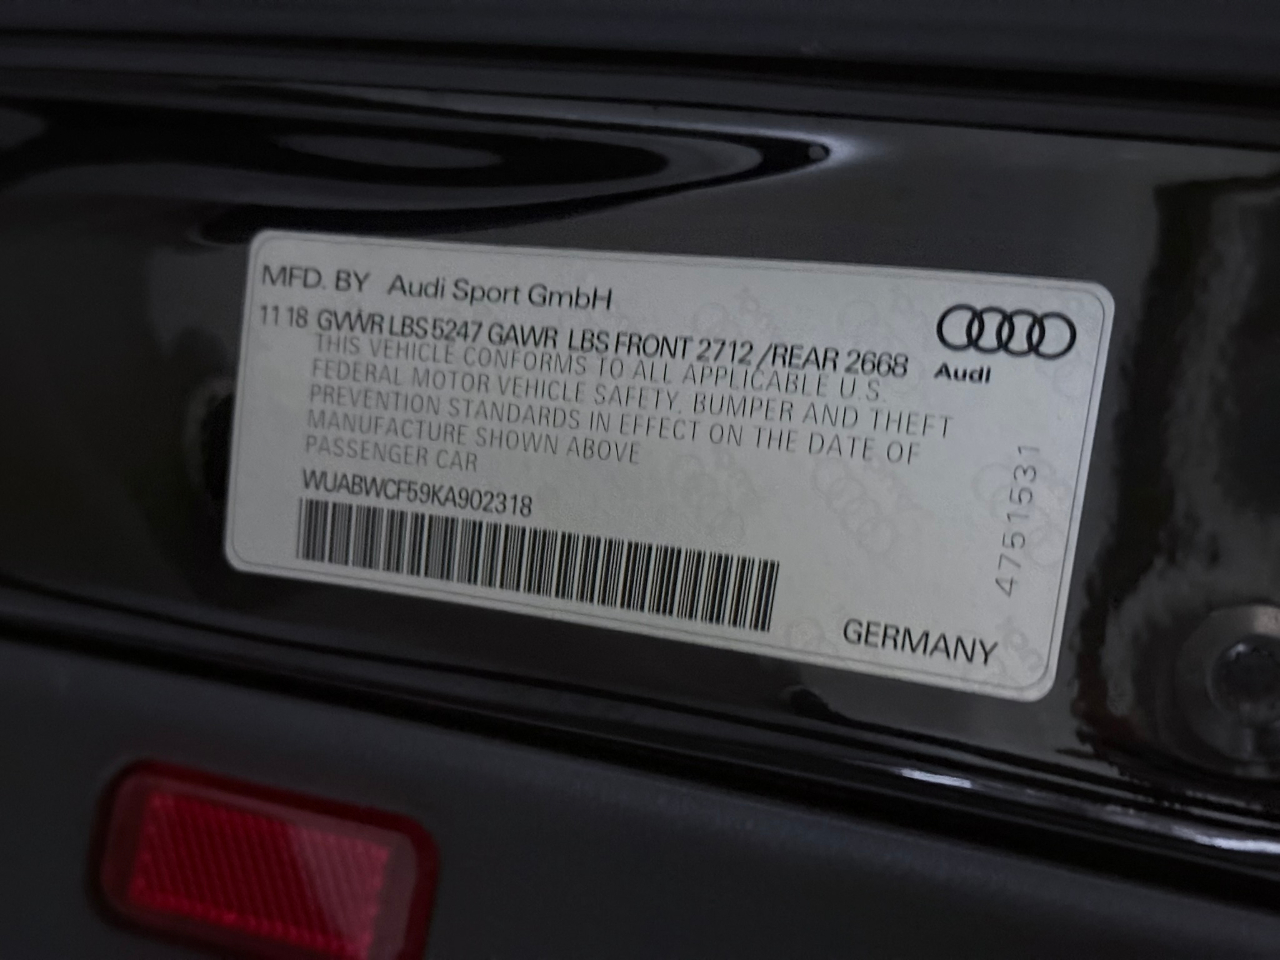 MFD. BY Audi Sport GmbH
1118 GVWR LBS 5247 GAWR LBS FRONT 2712 /REAR 2668
THIS VEHICLE CONFORMS TO ALL APPLICABLE U.S.
FEDERAL MOTOR VEHICLE SAFETY, BUMPER AND THEFT
PREVENTION STANDARDS IN EFFECT ON THE DATE OF
MANUFACTURE SHOWN ABOVE
PASSENGER CAR
WUABWCF59KA902318
Audi
4751531
GERMANY